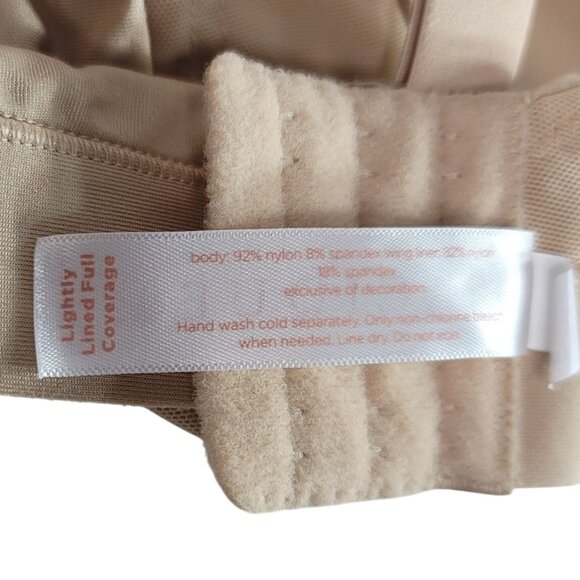 Lightly
Lined Full
Coverage
body: 92% nylon 8% spandex wing liner: 82% nylon
18% spandex
exclusive of decoration
Hand wash cold separately. Only non-chlorine bleach
when needed. Line dry. Do not iron.